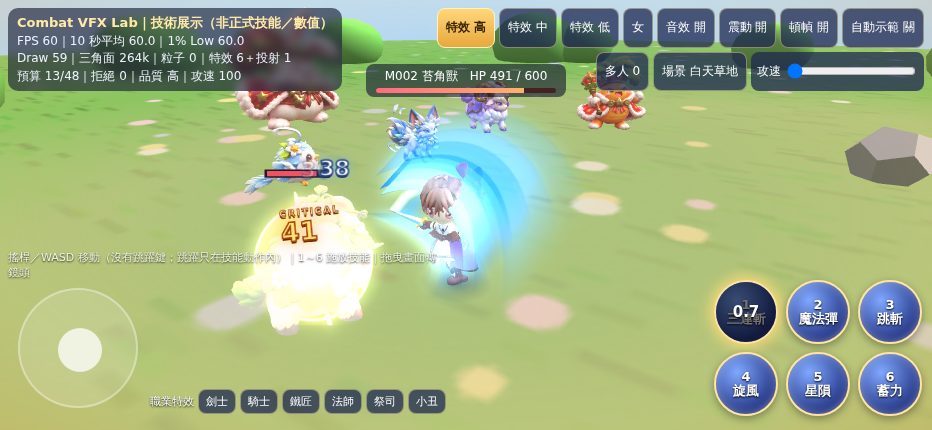 Combat VFX Lab｜技術展示（非正式技能／數值）
FPS 60｜10 秒平均 60.0｜1% Low 60.0
Draw 59｜三角面 264k｜粒子 0｜特效 6＋投射 1
預算 13/48｜拒絕 0｜品質 高｜攻速 100
特效 高
特效 中
特效 低
女
音效 開
震動 開
頓幀 開
自動示範 關
M002 苔角獸 HP 491 / 600
多人 0
場景 白天草地
攻速
38
CRITICAL
41
搖桿／WASD 移動（沒有跳躍鍵；跳躍只在技能動作內）｜1～6 施放技能｜拖曳畫面轉
鏡頭
1
三連斬
0.7
2
魔法彈
3
跳斬
4
旋風
5
星隕
6
蓄力
職業特效
劍士
騎士
鐵匠
法師
祭司
小丑